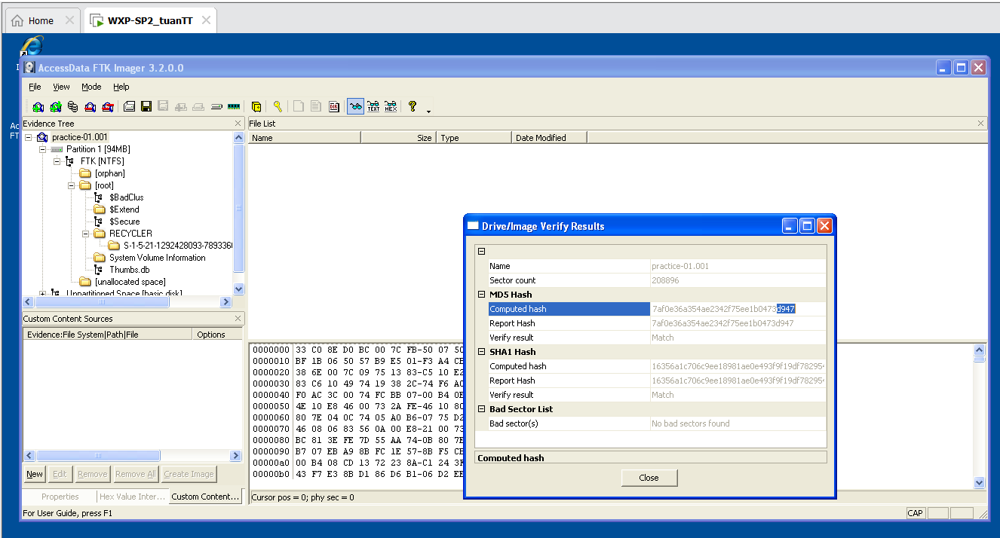 Home
WXP-SP2_tuanTT
AccessData FTK Imager 3.2.0.0
File View Mode Help
Evidence Tree
practice-01.001
Partition 1 [94MB]
FTK [NTFS]
[orphan]
[root]
$BadClus
$Extend
$Secure
RECYCLER
S-1-5-21-1292428093-789336
System Volume Information
Thumbs.db
[unallocated space]
Unpartitioned Space [basic disk]
File List
Name Size Type Date Modified
Custom Content Sources
Evidence:File System|Path|File Options
New Edit Remove Remove All Create Image
Properties Hex Value Inter... Custom Content...
For User Guide, press F1
0000000 33 C0 8E D0 BC 00 7C FB-50 07 50
0000010 BF 1B 06 50 57 B9 E5 01-F3 A4 CB
0000020 38 6E 00 7C 09 75 13 83-C5 10 E2
0000030 83 C6 10 49 74 19 38 2C-74 F6 A0
0000040 F0 AC 3C 00 74 FC BB 07-00 B4 0E
0000050 4E 10 E8 46 00 73 2A FE-46 10 80
0000060 80 7E 04 0C 74 05 A0 B6-07 75 D2
0000070 46 08 06 83 56 0A 00 E8-21 00 73
0000080 BC 81 3E FE 7D 55 AA 74-0B 80 7E
0000090 B7 07 EB A9 8B FC 1E 57-8B F5 CB
00000a0 00 B4 08 CD 13 72 23 8A-C1 24 3F
00000b0 43 F7 E3 8B D1 86 D6 B1-06 D2 EE
Cursor pos = 0; phy sec = 0
CAP
Drive/Image Verify Results
Name practice-01.001
Sector count 208896
MD5 Hash
Computed hash 7af0e36a354ae2342f75ee1b0473d947
Report Hash 7af0e36a354ae2342f75ee1b0473d947
Verify result Match
SHA1 Hash
Computed hash 16356a1c706c9ee18981ae0e493f9f19df78295
Report Hash 16356a1c706c9ee18981ae0e493f9f19df78295
Verify result Match
Bad Sector List
Bad sector(s) No bad sectors found
Computed hash
Close